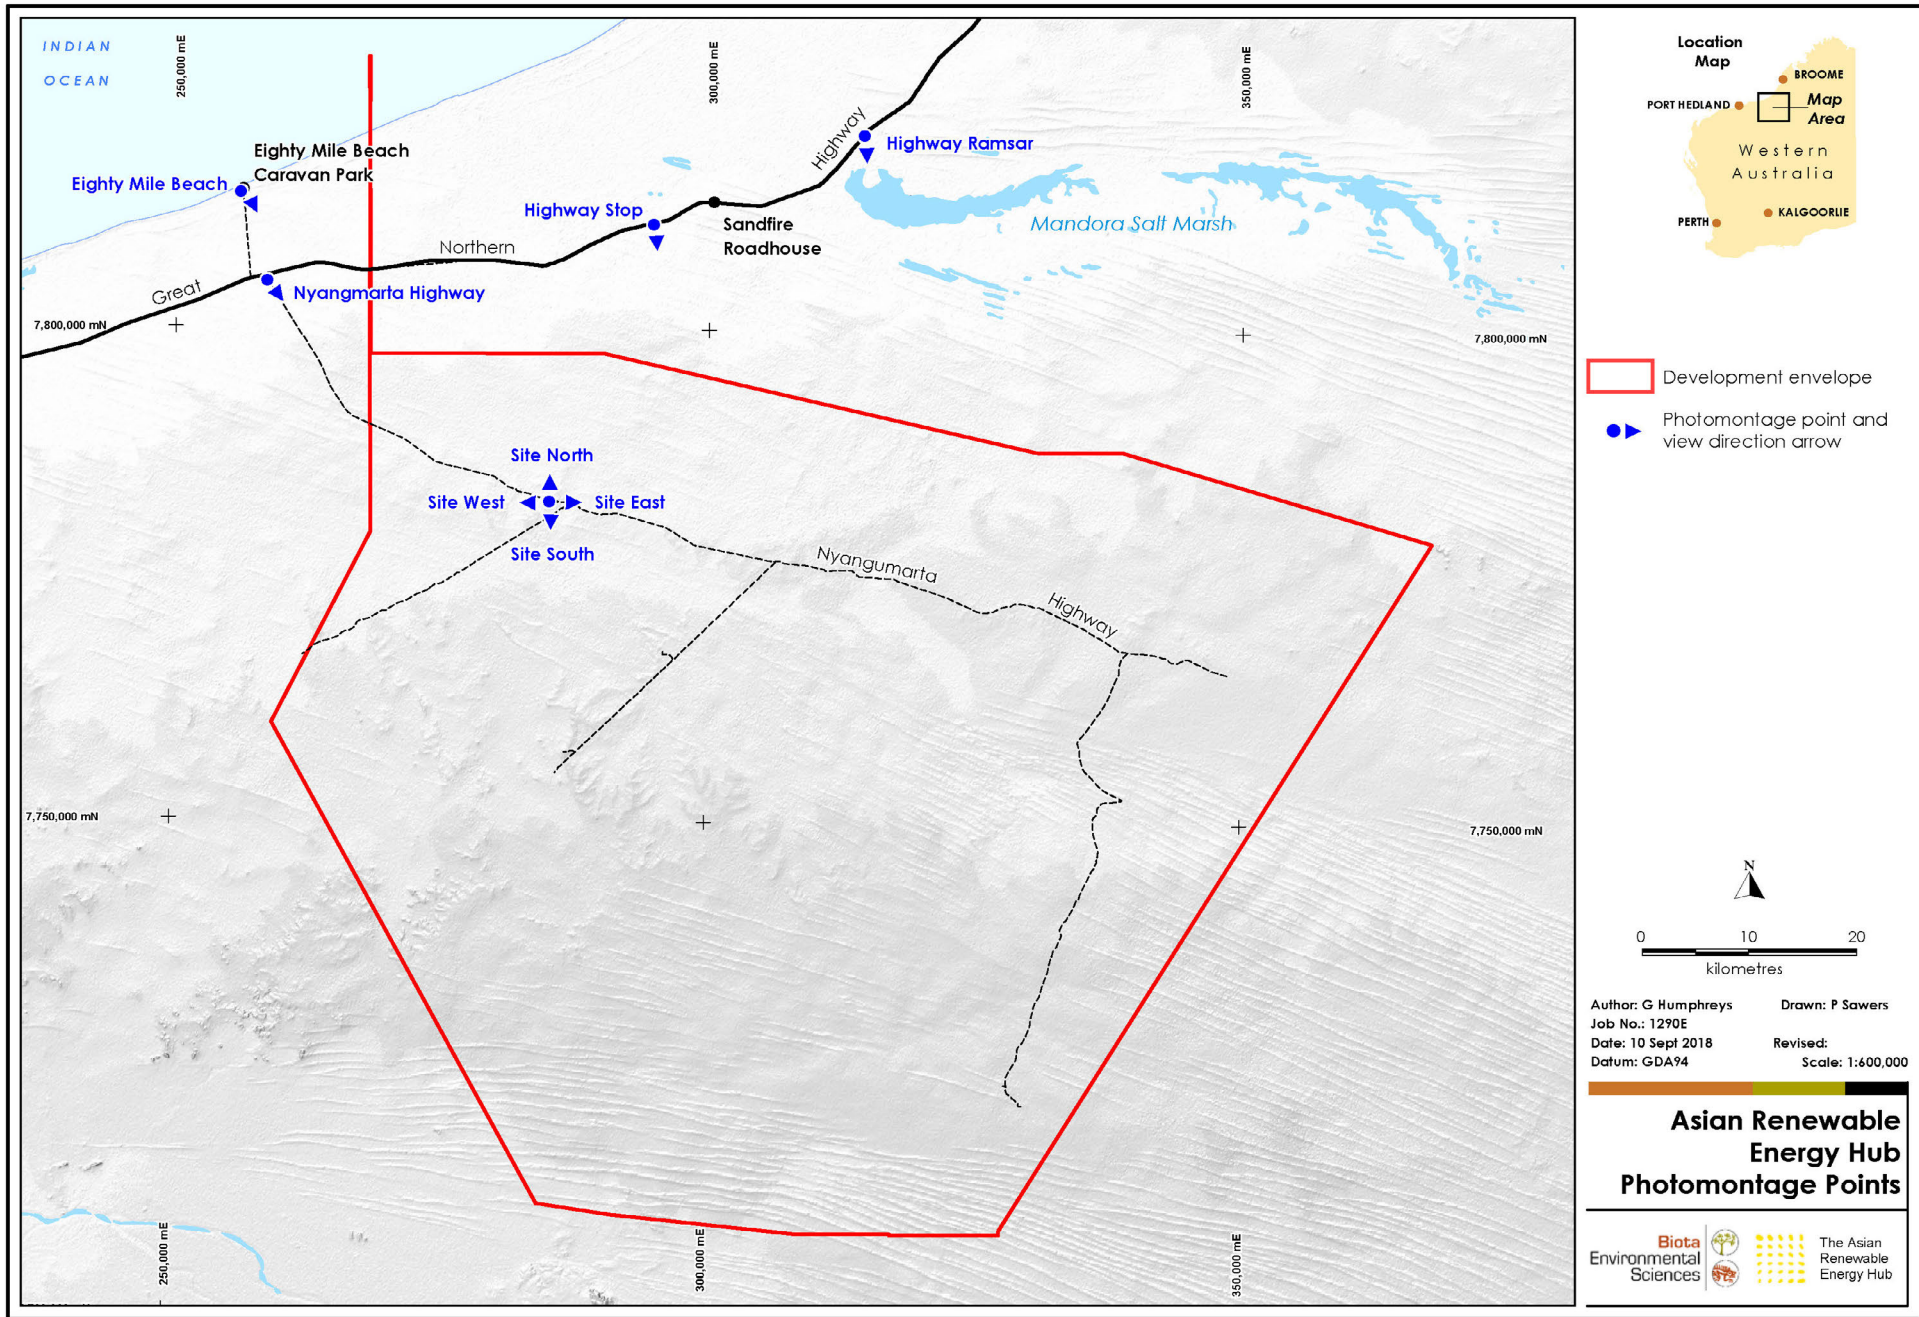 INDIAN
OCEAN
250,000 mE
300,000 mE
350,000 mE
Eighty Mile Beach
Caravan Park
Eighty Mile Beach
Highway Ramsar
Highway
Highway Stop
Sandfire
Roadhouse
Mandora Salt Marsh
Northern
Great
Nyangmarta Highway
7,800,000 mN
7,800,000 mN
Site North
Site West
Site East
Site South
Nyangumarta
Highway
7,750,000 mN
7,750,000 mN
250,000 mE
300,000 mE
350,000 mE
Location
Map
BROOME
PORT HEDLAND
Map
Area
Western
Australia
KALGOORLIE
PERTH
Development envelope
Photomontage point and
view direction arrow
N
0 10 20
kilometres
Author: G Humphreys Drawn: P Sawers
Job No.: 1290E
Date: 10 Sept 2018 Revised:
Datum: GDA94 Scale: 1:600,000
Asian Renewable
Energy Hub
Photomontage Points
Biota
Environmental
Sciences
The Asian
Renewable
Energy Hub